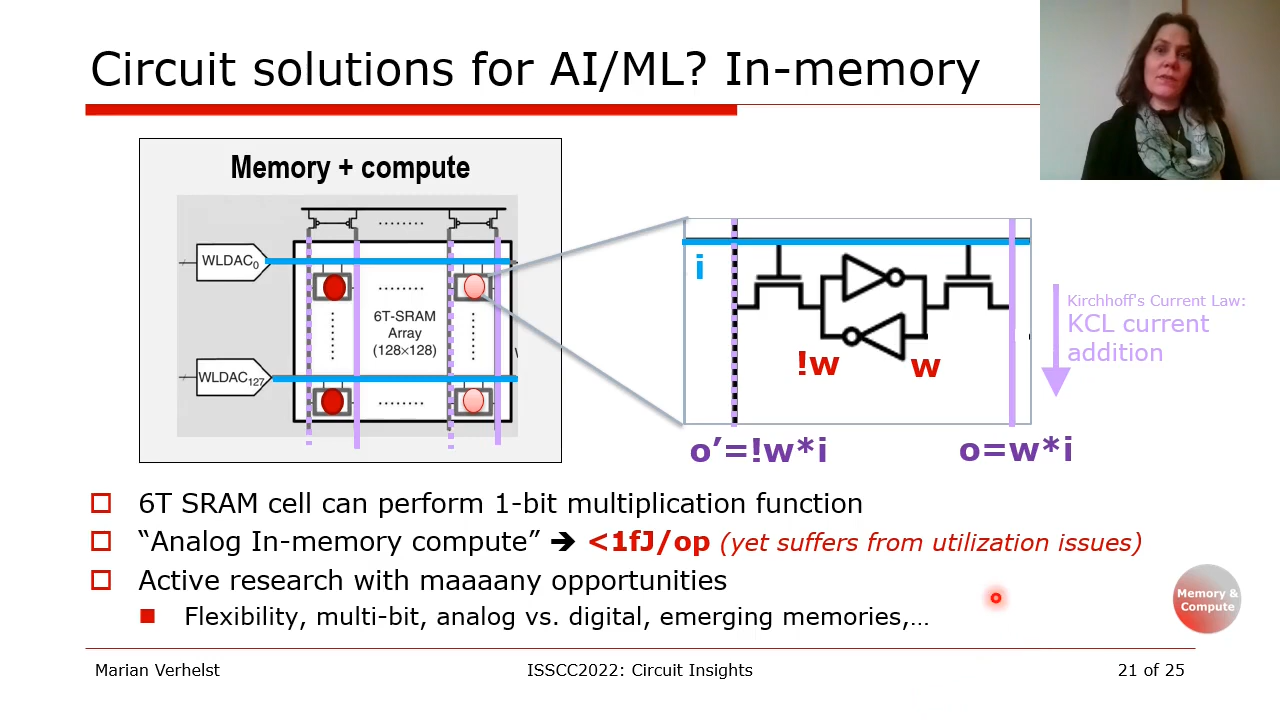 Circuit solutions for AI/ML? In-memory
Memory + compute
WLDAC0
6T-SRAM
Array
(128×128)
WLDAC127
i
!w
w
o’=!w*i
o=w*i
Kirchhoff's Current Law:
KCL current
addition
6T SRAM cell can perform 1-bit multiplication function
“Analog In-memory compute” ➔ <1fJ/op (yet suffers from utilization issues)
Active research with maaaany opportunities
Flexibility, multi-bit, analog vs. digital, emerging memories,…
Memory &
Compute
Marian Verhelst
ISSCC2022: Circuit Insights
21 of 25